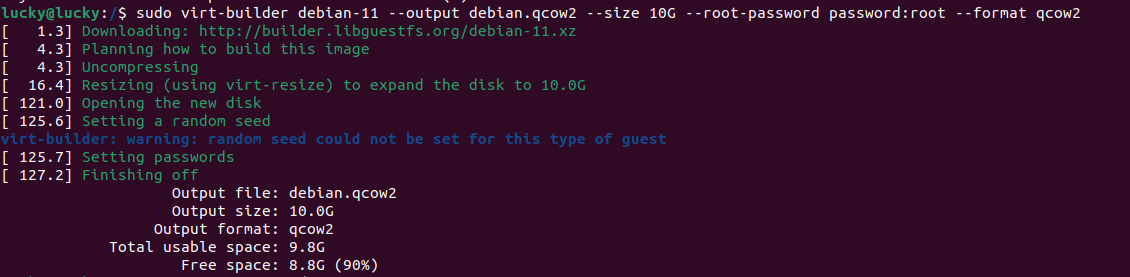 lucky@lucky:/$ sudo virt-builder debian-11 --output debian.qcow2 --size 10G --root-password password:root --format qcow2
[   1.3] Downloading: http://builder.libguestfs.org/debian-11.xz
[   4.3] Planning how to build this image
[   4.3] Uncompressing
[  16.4] Resizing (using virt-resize) to expand the disk to 10.0G
[ 121.0] Opening the new disk
[ 125.6] Setting a random seed
virt-builder: warning: random seed could not be set for this type of guest
[ 125.7] Setting passwords
[ 127.2] Finishing off
                   Output file: debian.qcow2
                   Output size: 10.0G
                 Output format: qcow2
            Total usable space: 9.8G
                    Free space: 8.8G (90%)